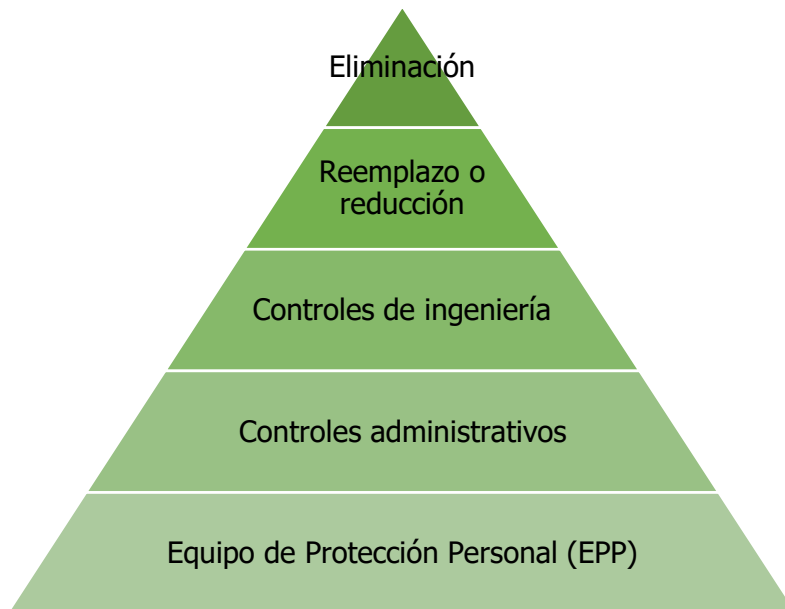 Eliminación
Reemplazo o
reducción
Controles de ingeniería
Controles administrativos
Equipo de Protección Personal (EPP)